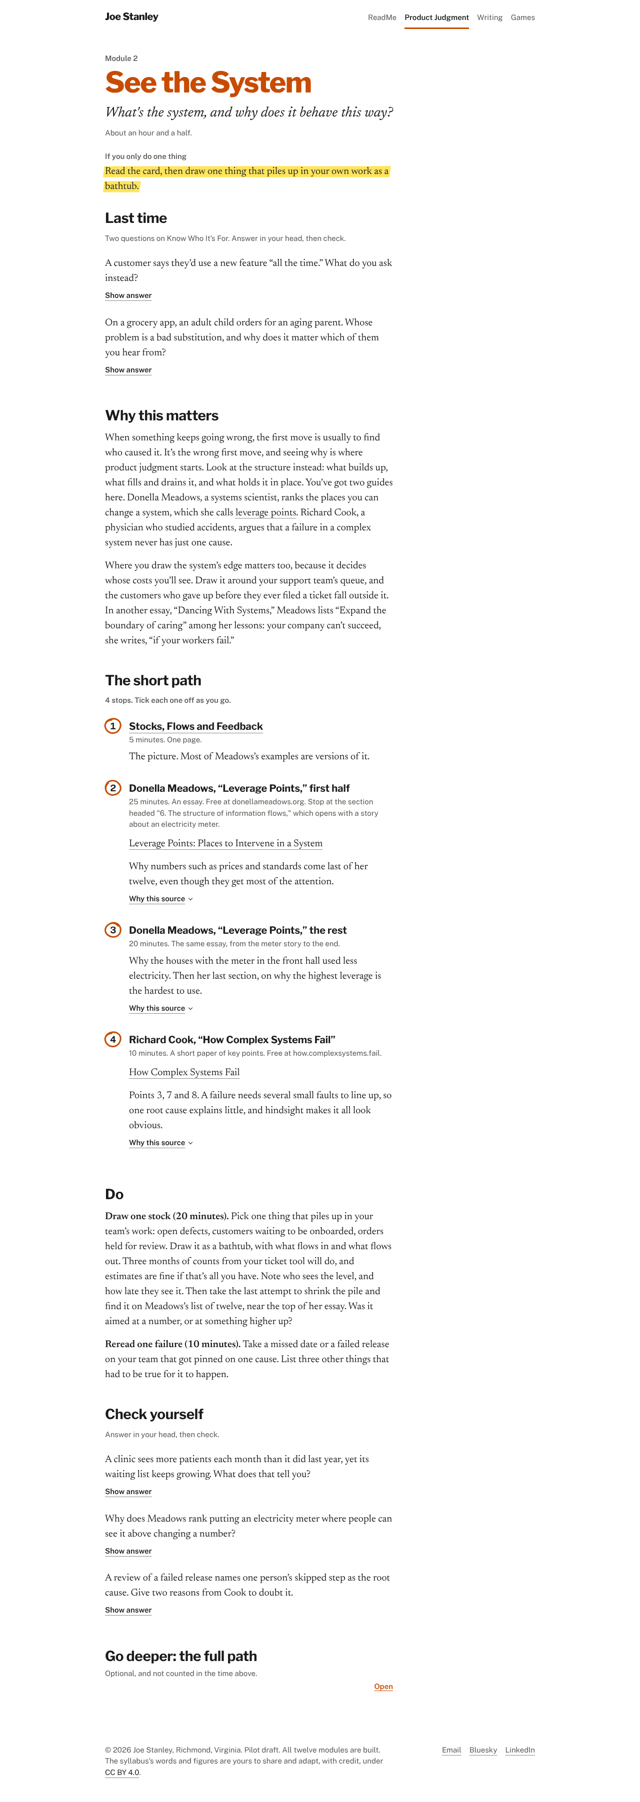 Joe Stanley
ReadMe Product Judgment Writing Games
Module 2
See the System
What's the system, and why does it behave this way?
About an hour and a half.
If you only do one thing
Read the card, then draw one thing that piles up in your own work as a
bathtub.
Last time
Two questions on Know Who It's For. Answer in your head, then check.
A customer says they'd use a new feature “all the time.” What do you ask
instead?
Show answer
On a grocery app, an adult child orders for an aging parent. Whose
problem is a bad substitution, and why does it matter which of them
you hear from?
Show answer
Why this matters
When something keeps going wrong, the first move is usually to find
who caused it. It's the wrong first move, and seeing why is where
product judgment starts. Look at the structure instead: what builds up,
what fills and drains it, and what holds it in place. You've got two guides
here. Donella Meadows, a systems scientist, ranks the places you can
change a system, which she calls leverage points. Richard Cook, a
physician who studied accidents, argues that a failure in a complex
system never has just one cause.
Where you draw the system's edge matters too, because it decides
whose costs you'll see. Draw it around your support team's queue, and
the customers who gave up before they ever filed a ticket fall outside it.
In another essay, “Dancing With Systems,” Meadows lists “Expand the
boundary of caring” among her lessons: your company can't succeed,
she writes, “if your workers fail.”
The short path
4 stops. Tick each one off as you go.
1 Stocks, Flows and Feedback
5 minutes. One page.
The picture. Most of Meadows's examples are versions of it.
2 Donella Meadows, “Leverage Points,” first half
25 minutes. An essay. Free at donellameadows.org. Stop at the section
headed “6. The structure of information flows,” which opens with a story
about an electricity meter.
Leverage Points: Places to Intervene in a System
Why numbers such as prices and standards come last of her
twelve, even though they get most of the attention.
Why this source
3 Donella Meadows, “Leverage Points,” the rest
20 minutes. The same essay, from the meter story to the end.
Why the houses with the meter in the front hall used less
electricity. Then her last section, on why the highest leverage is
the hardest to use.
Why this source
4 Richard Cook, “How Complex Systems Fail”
10 minutes. A short paper of key points. Free at how.complexsystems.fail.
How Complex Systems Fail
Points 3, 7 and 8. A failure needs several small faults to line up, so
one root cause explains little, and hindsight makes it all look
obvious.
Why this source
Do
Draw one stock (20 minutes). Pick one thing that piles up in your
team's work: open defects, customers waiting to be onboarded, orders
held for review. Draw it as a bathtub, with what flows in and what flows
out. Three months of counts from your ticket tool will do, and
estimates are fine if that's all you have. Note who sees the level, and
how late they see it. Then take the last attempt to shrink the pile and
find it on Meadows's list of twelve, near the top of her essay. Was it
aimed at a number, or at something higher up?
Reread one failure (10 minutes). Take a missed date or a failed release
on your team that got pinned on one cause. List three other things that
had to be true for it to happen.
Check yourself
Answer in your head, then check.
A clinic sees more patients each month than it did last year, yet its
waiting list keeps growing. What does that tell you?
Show answer
Why does Meadows rank putting an electricity meter where people can
see it above changing a number?
Show answer
A review of a failed release names one person's skipped step as the root
cause. Give two reasons from Cook to doubt it.
Show answer
Go deeper: the full path
Optional, and not counted in the time above.
Open
© 2026 Joe Stanley, Richmond, Virginia. Pilot draft. All twelve modules are built.
The syllabus's words and figures are yours to share and adapt, with credit, under
CC BY 4.0.
Email Bluesky LinkedIn